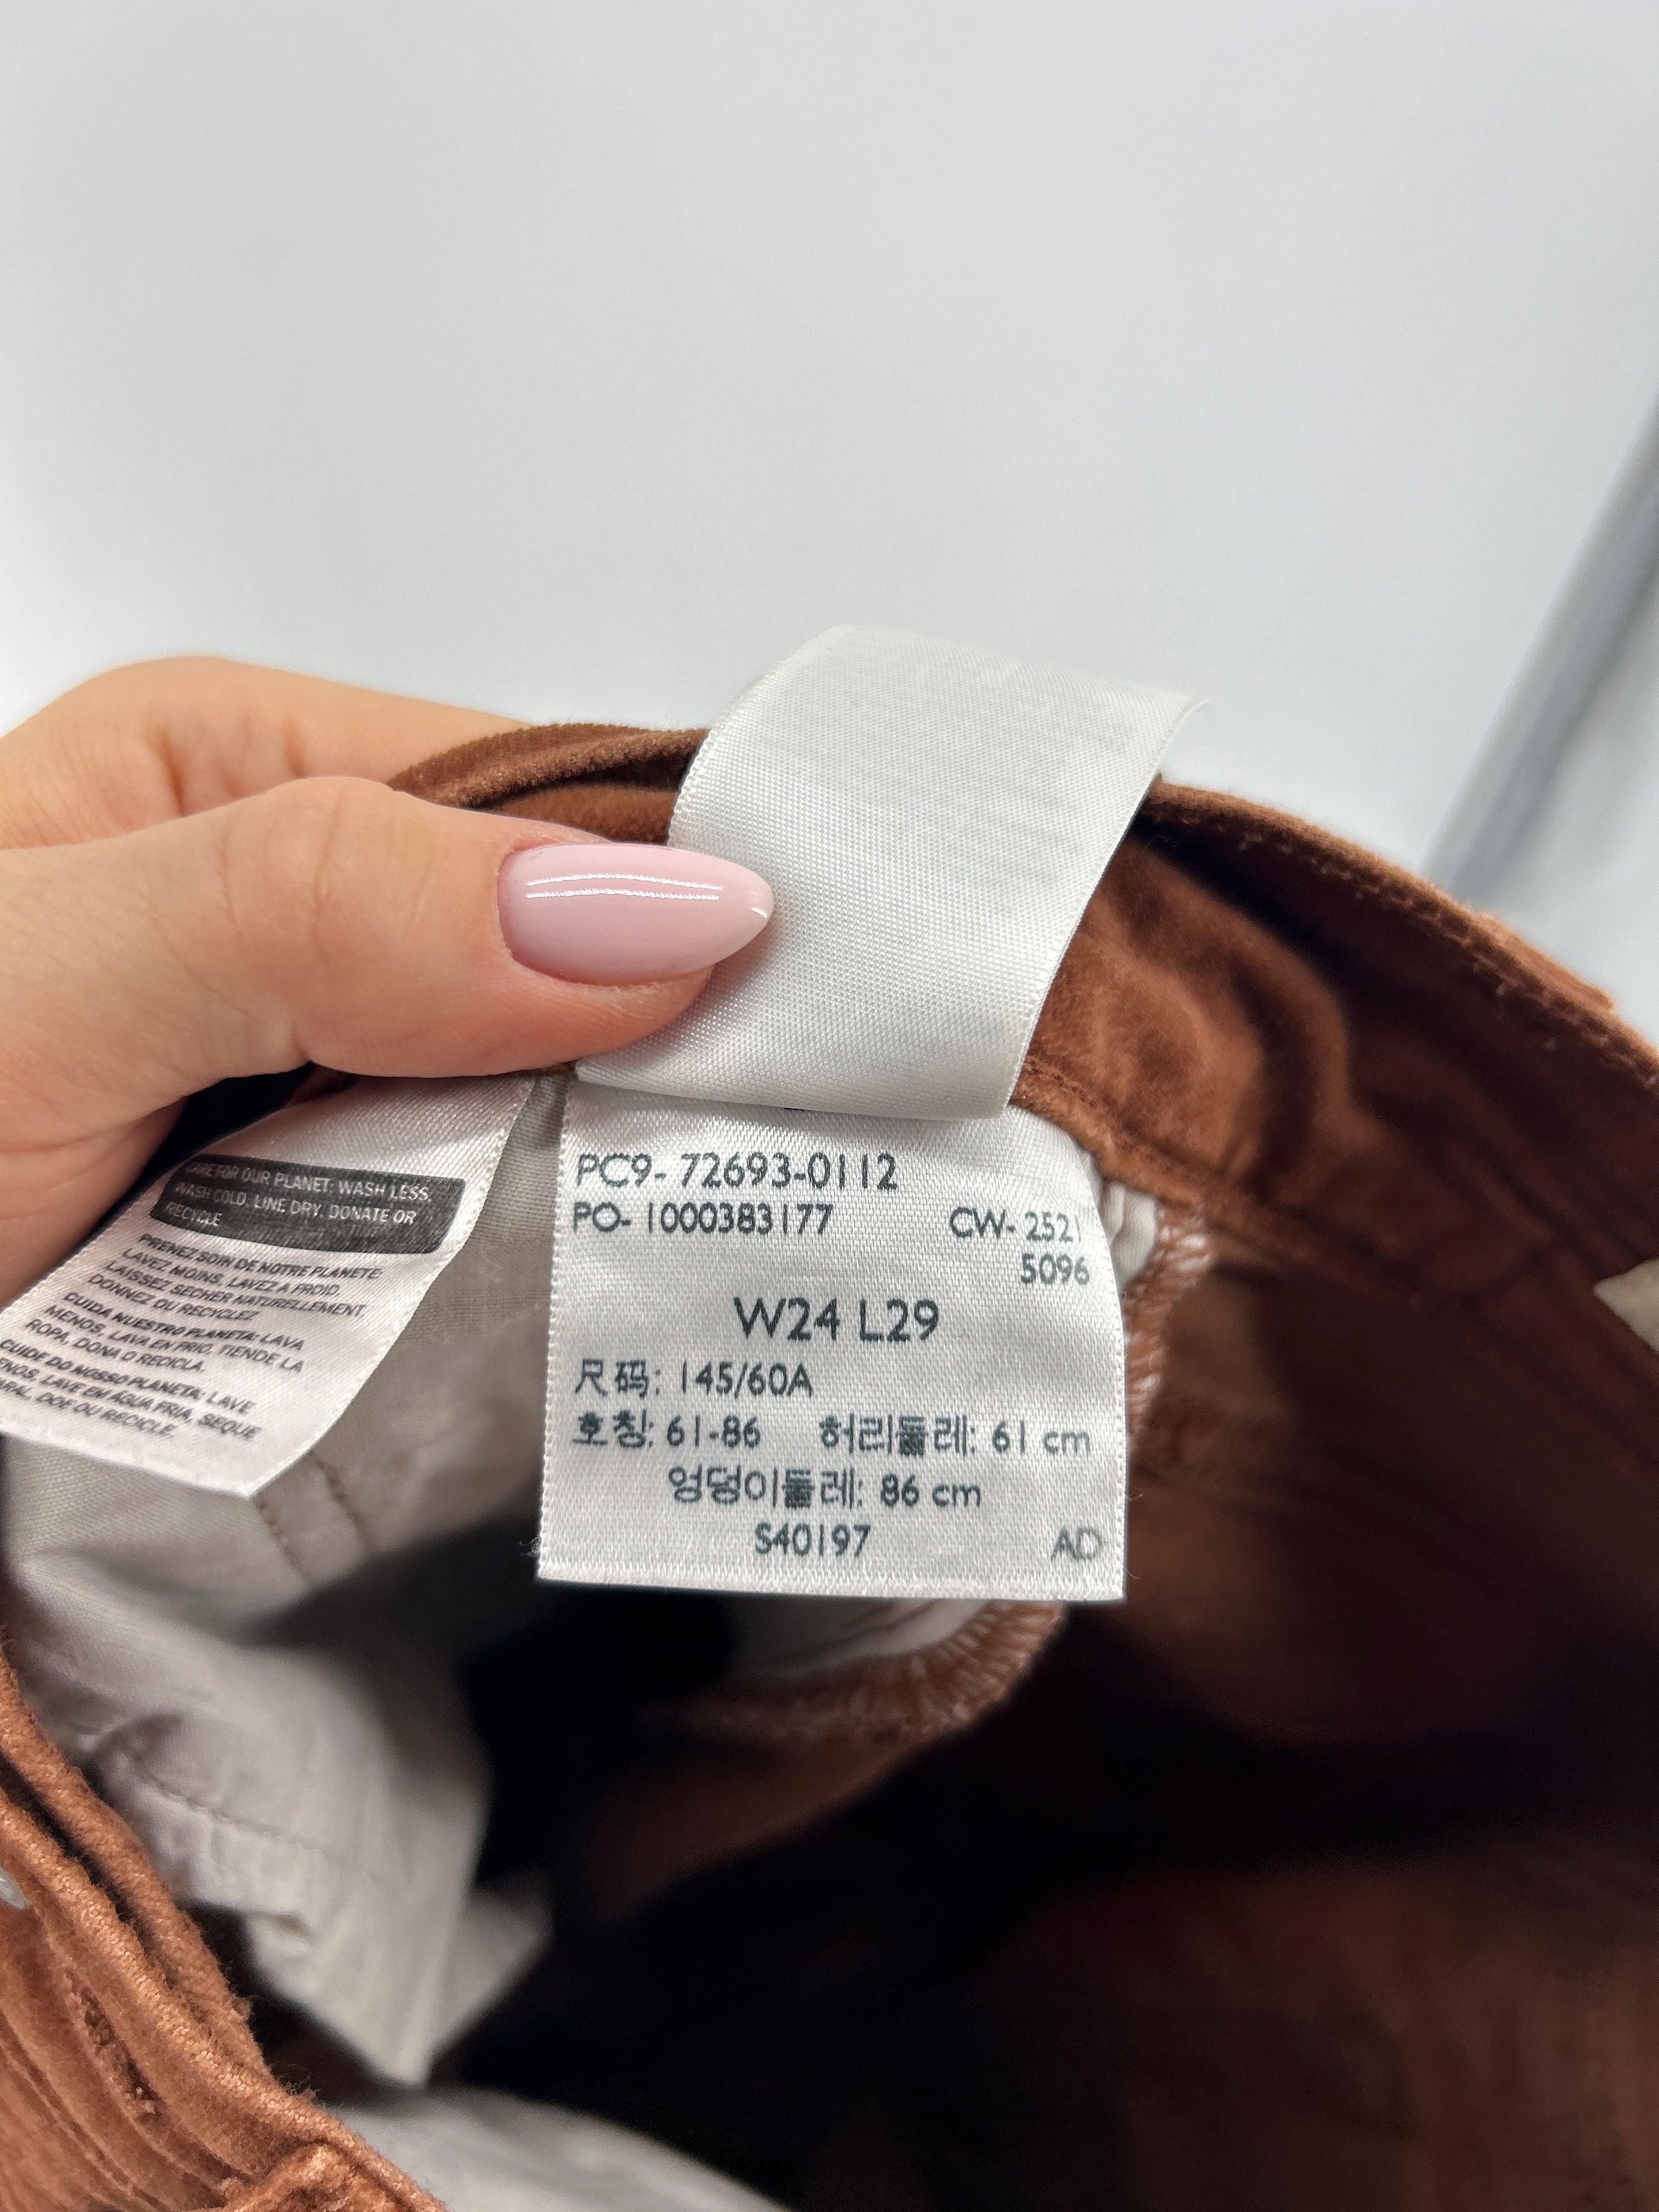 CARE FOR OUR PLANET: WASH LESS,
WASH COLD, LINE DRY, DONATE OR
RECYCLE
PRENEZ SOIN DE NOTRE PLANÈTE:
LAVEZ MOINS, LAVEZ A FROID,
LAISSEZ SÉCHER NATURELLEMENT,
DONNEZ OU RECYCLEZ
CUIDA NUESTRO PLANETA: LAVA
MENOS, LAVA EN FRIO, TIENDE LA
ROPA, DONA O RECICLA.
CUIDE DO NOSSO PLANETA: LAVE
LAVE EM ÁGUA FRIA, SEQUE
DOE OU RECICLE.
PC9- 72693-0112
PO- 1000383177 CW- 2521
5096
W24 L29
尺码: 145/60A
호칭: 61-86 허리둘레: 61 cm
엉덩이둘레: 86 cm
S40197 AD